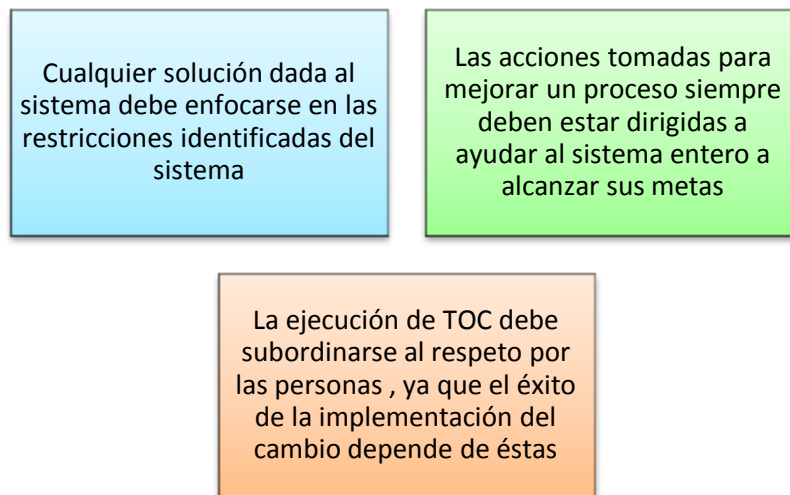 Cualquier solución dada al
sistema debe enfocarse en las
restricciones identificadas del
sistema
Las acciones tomadas para
mejorar un proceso siempre
deben estar dirigidas a
ayudar al sistema entero a
alcanzar sus metas
La ejecución de TOC debe
subordinarse al respeto por
las personas , ya que el éxito
de la implementación del
cambio depende de éstas